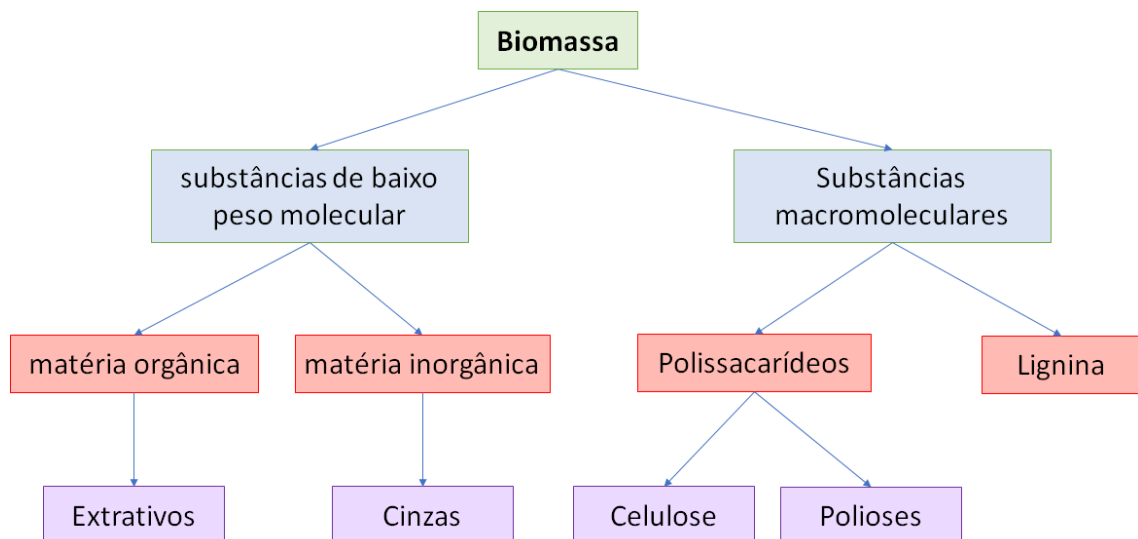 Biomassa
substâncias de baixo
peso molecular
Substâncias
macromoleculares
matéria orgânica
matéria inorgânica
Polissacarídeos
Lignina
Extrativos
Cinzas
Celulose
Polioses